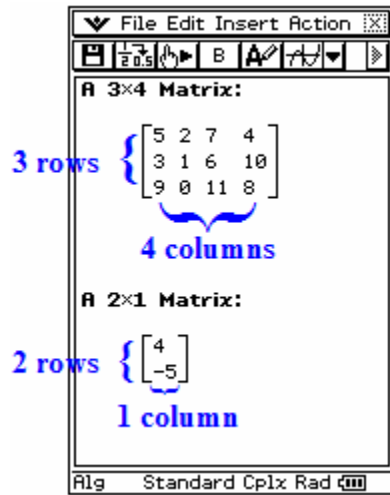 File Edit Insert Action
B
A 3×4 Matrix:
5 2 7 4
3 rows 3 1 6 10
9 0 11 8
4 columns
A 2×1 Matrix:
4
2 rows
-5
1 column
Alg Standard Cplx Rad